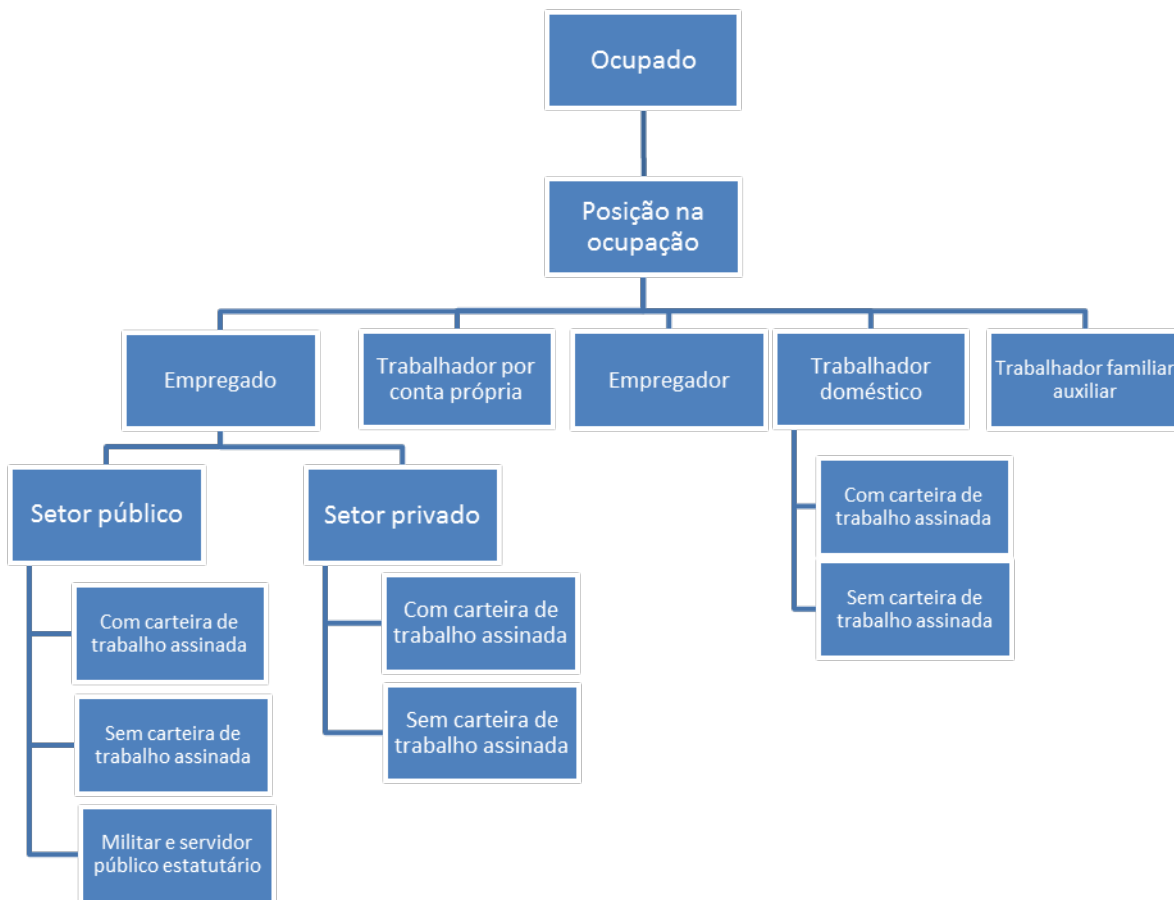 Ocupado
Posição na
ocupação
Empregado
Trabalhador por
conta própria
Empregador
Trabalhador
doméstico
Trabalhador familiar
auxiliar
Setor público
Setor privado
Com carteira de
trabalho assinada
Sem carteira de
trabalho assinada
Militar e servidor
público estatutário
Com carteira de
trabalho assinada
Sem carteira de
trabalho assinada
Com carteira de
trabalho assinada
Sem carteira de
trabalho assinada